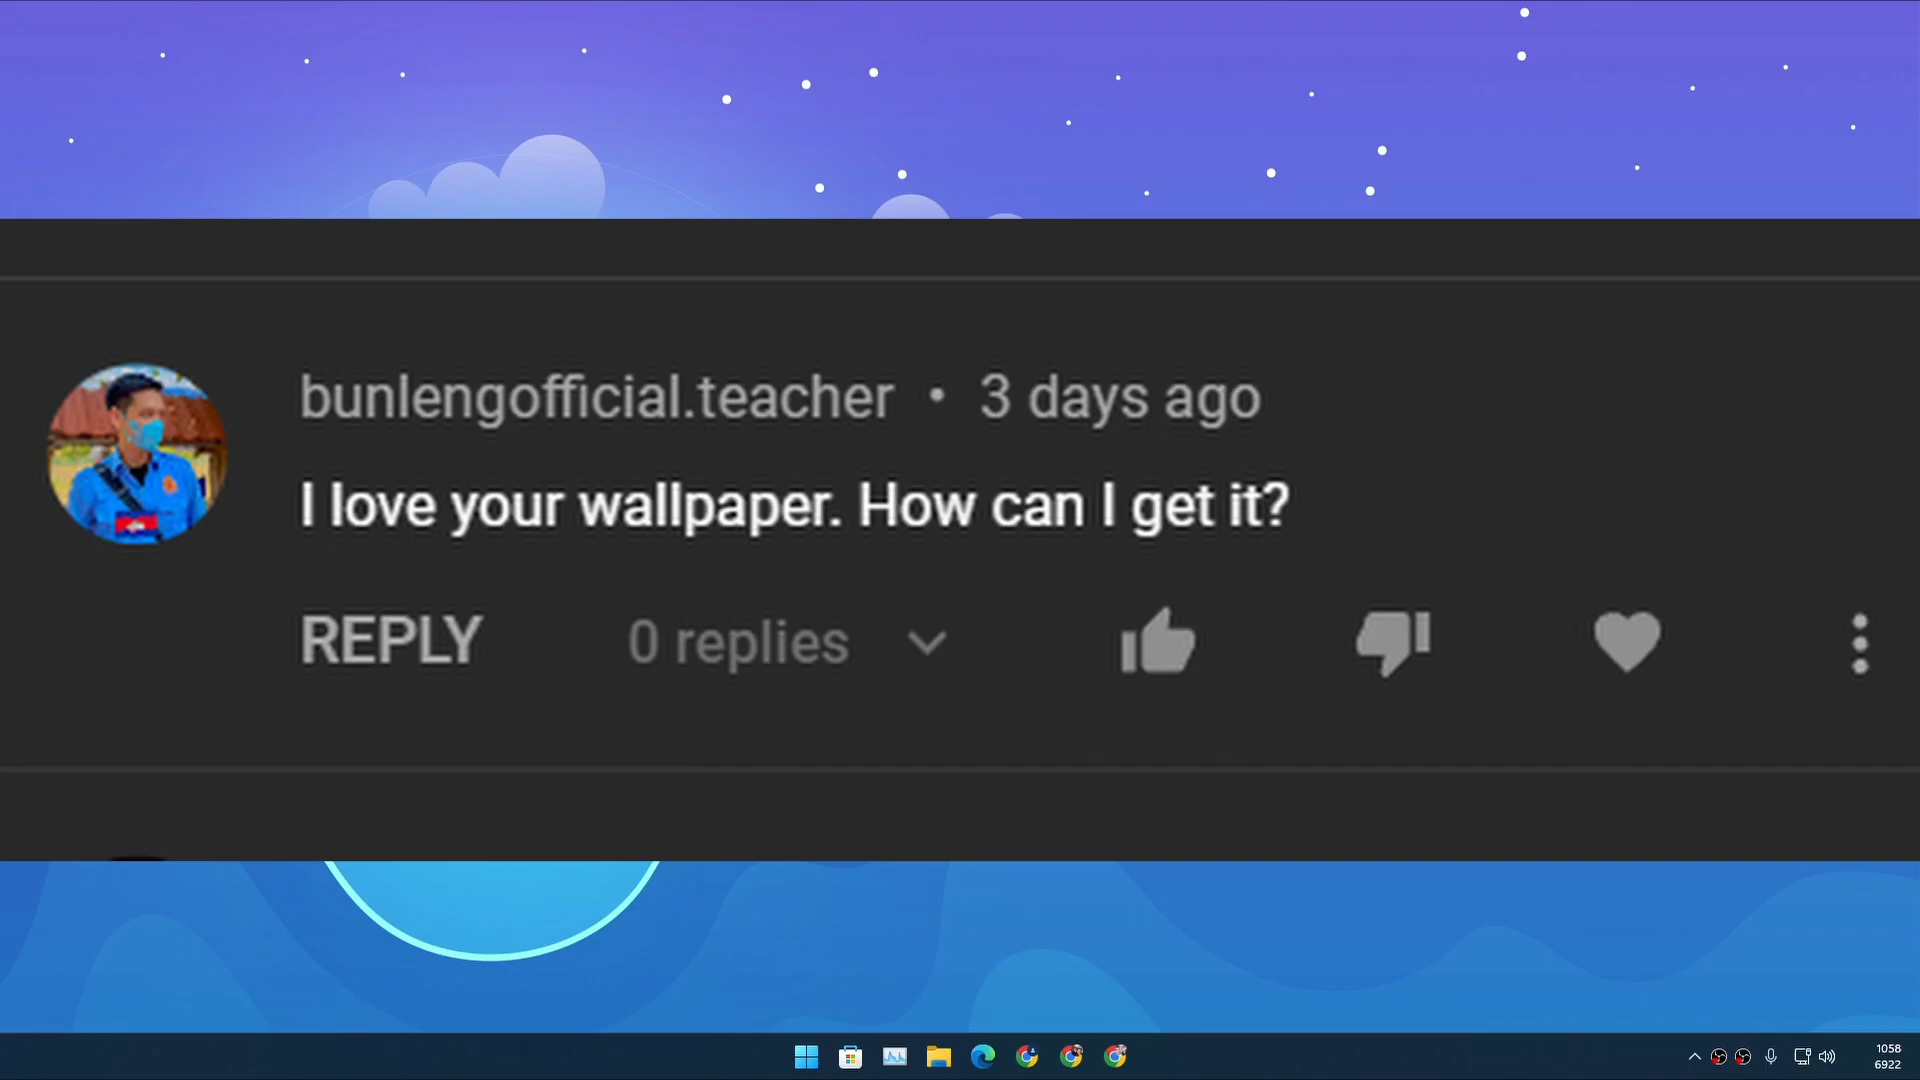 bunlengofficial.teacher • 3 days ago
I love your wallpaper. How can I get it?
REPLY 0 replies
1058
6922